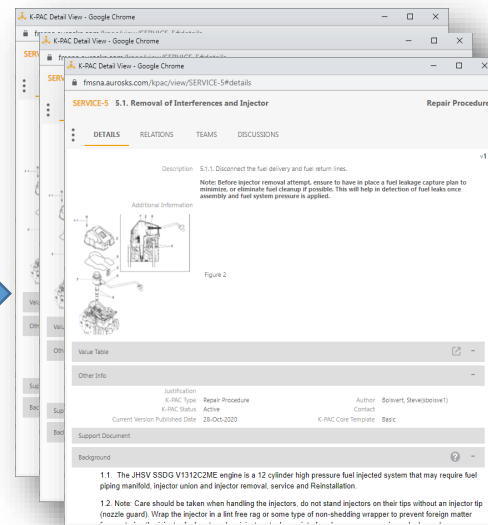 K-PAC Detail View - Google Chrome
K-PAC Detail View - Google Chrome
K-PAC Detail View - Google Chrome
fmsna.aurosks.com/kpac/view/SERVICE-5#details
SERVICE-5 5.1. Removal of Interferences and Injector Repair Procedure
DETAILS RELATIONS TEAMS DISCUSSIONS
v1
Description 5.1.1. Disconnect the fuel delivery and fuel return lines.
Note: Before injector removal attempt, ensure to have in place a fuel leakage capture plan to
minimize, or eliminate fuel cleanup if possible. This will help in detection of fuel leaks once
assembly and fuel system pressure is applied.
Additional Information
Figure 2
Value Table
Other Info
Justification
K-PAC Type Repair Procedure Author Boisvert, Steve(sboisve1)
K-PAC Status Active Contact
Current Version Published Date 28-Oct-2020 K-PAC Core Template Basic
Support Document
Background
1.1. The JHSV SSDG V1312C2ME engine is a 12 cylinder high pressure fuel injected system that may require fuel
piping manifold, injector union and injector removal, service and Reinstallation.
1.2. Note: Care should be taken when handling the injectors, do not stand injectors on their tips without an injector tip
(nozzle guard). Wrap the injector in a lint free rag or some type of non-shedding wrapper to prevent foreign matter